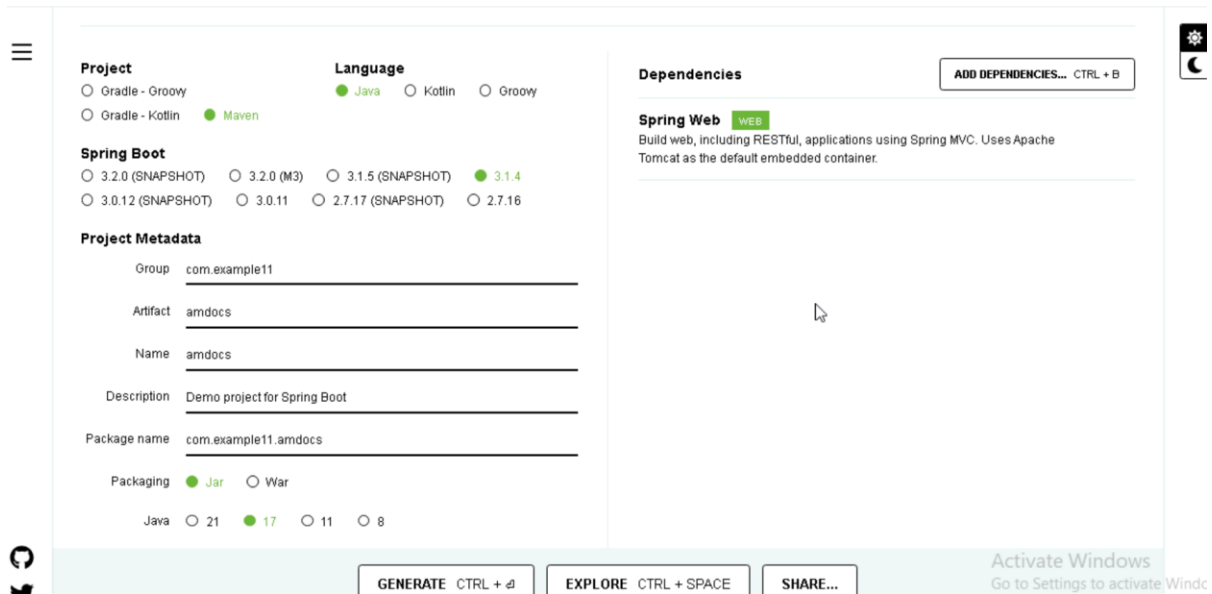 Project
Gradle - Groovy
Gradle - Kotlin Maven
Language
Java Kotlin Groovy
Spring Boot
3.2.0 (SNAPSHOT) 3.2.0 (M3) 3.1.5 (SNAPSHOT) 3.1.4
3.0.12 (SNAPSHOT) 3.0.11 2.7.17 (SNAPSHOT) 2.7.16
Project Metadata
Group com.example11
Artifact amdocs
Name amdocs
Description Demo project for Spring Boot
Package name com.example11.amdocs
Packaging Jar War
Java 21 17 11 8
Dependencies ADD DEPENDENCIES... CTRL + B
Spring Web WEB
Build web, including RESTful, applications using Spring MVC. Uses Apache
Tomcat as the default embedded container.
GENERATE CTRL + ⏎ EXPLORE CTRL + SPACE SHARE...
Activate Windows
Go to Settings to activate Windo